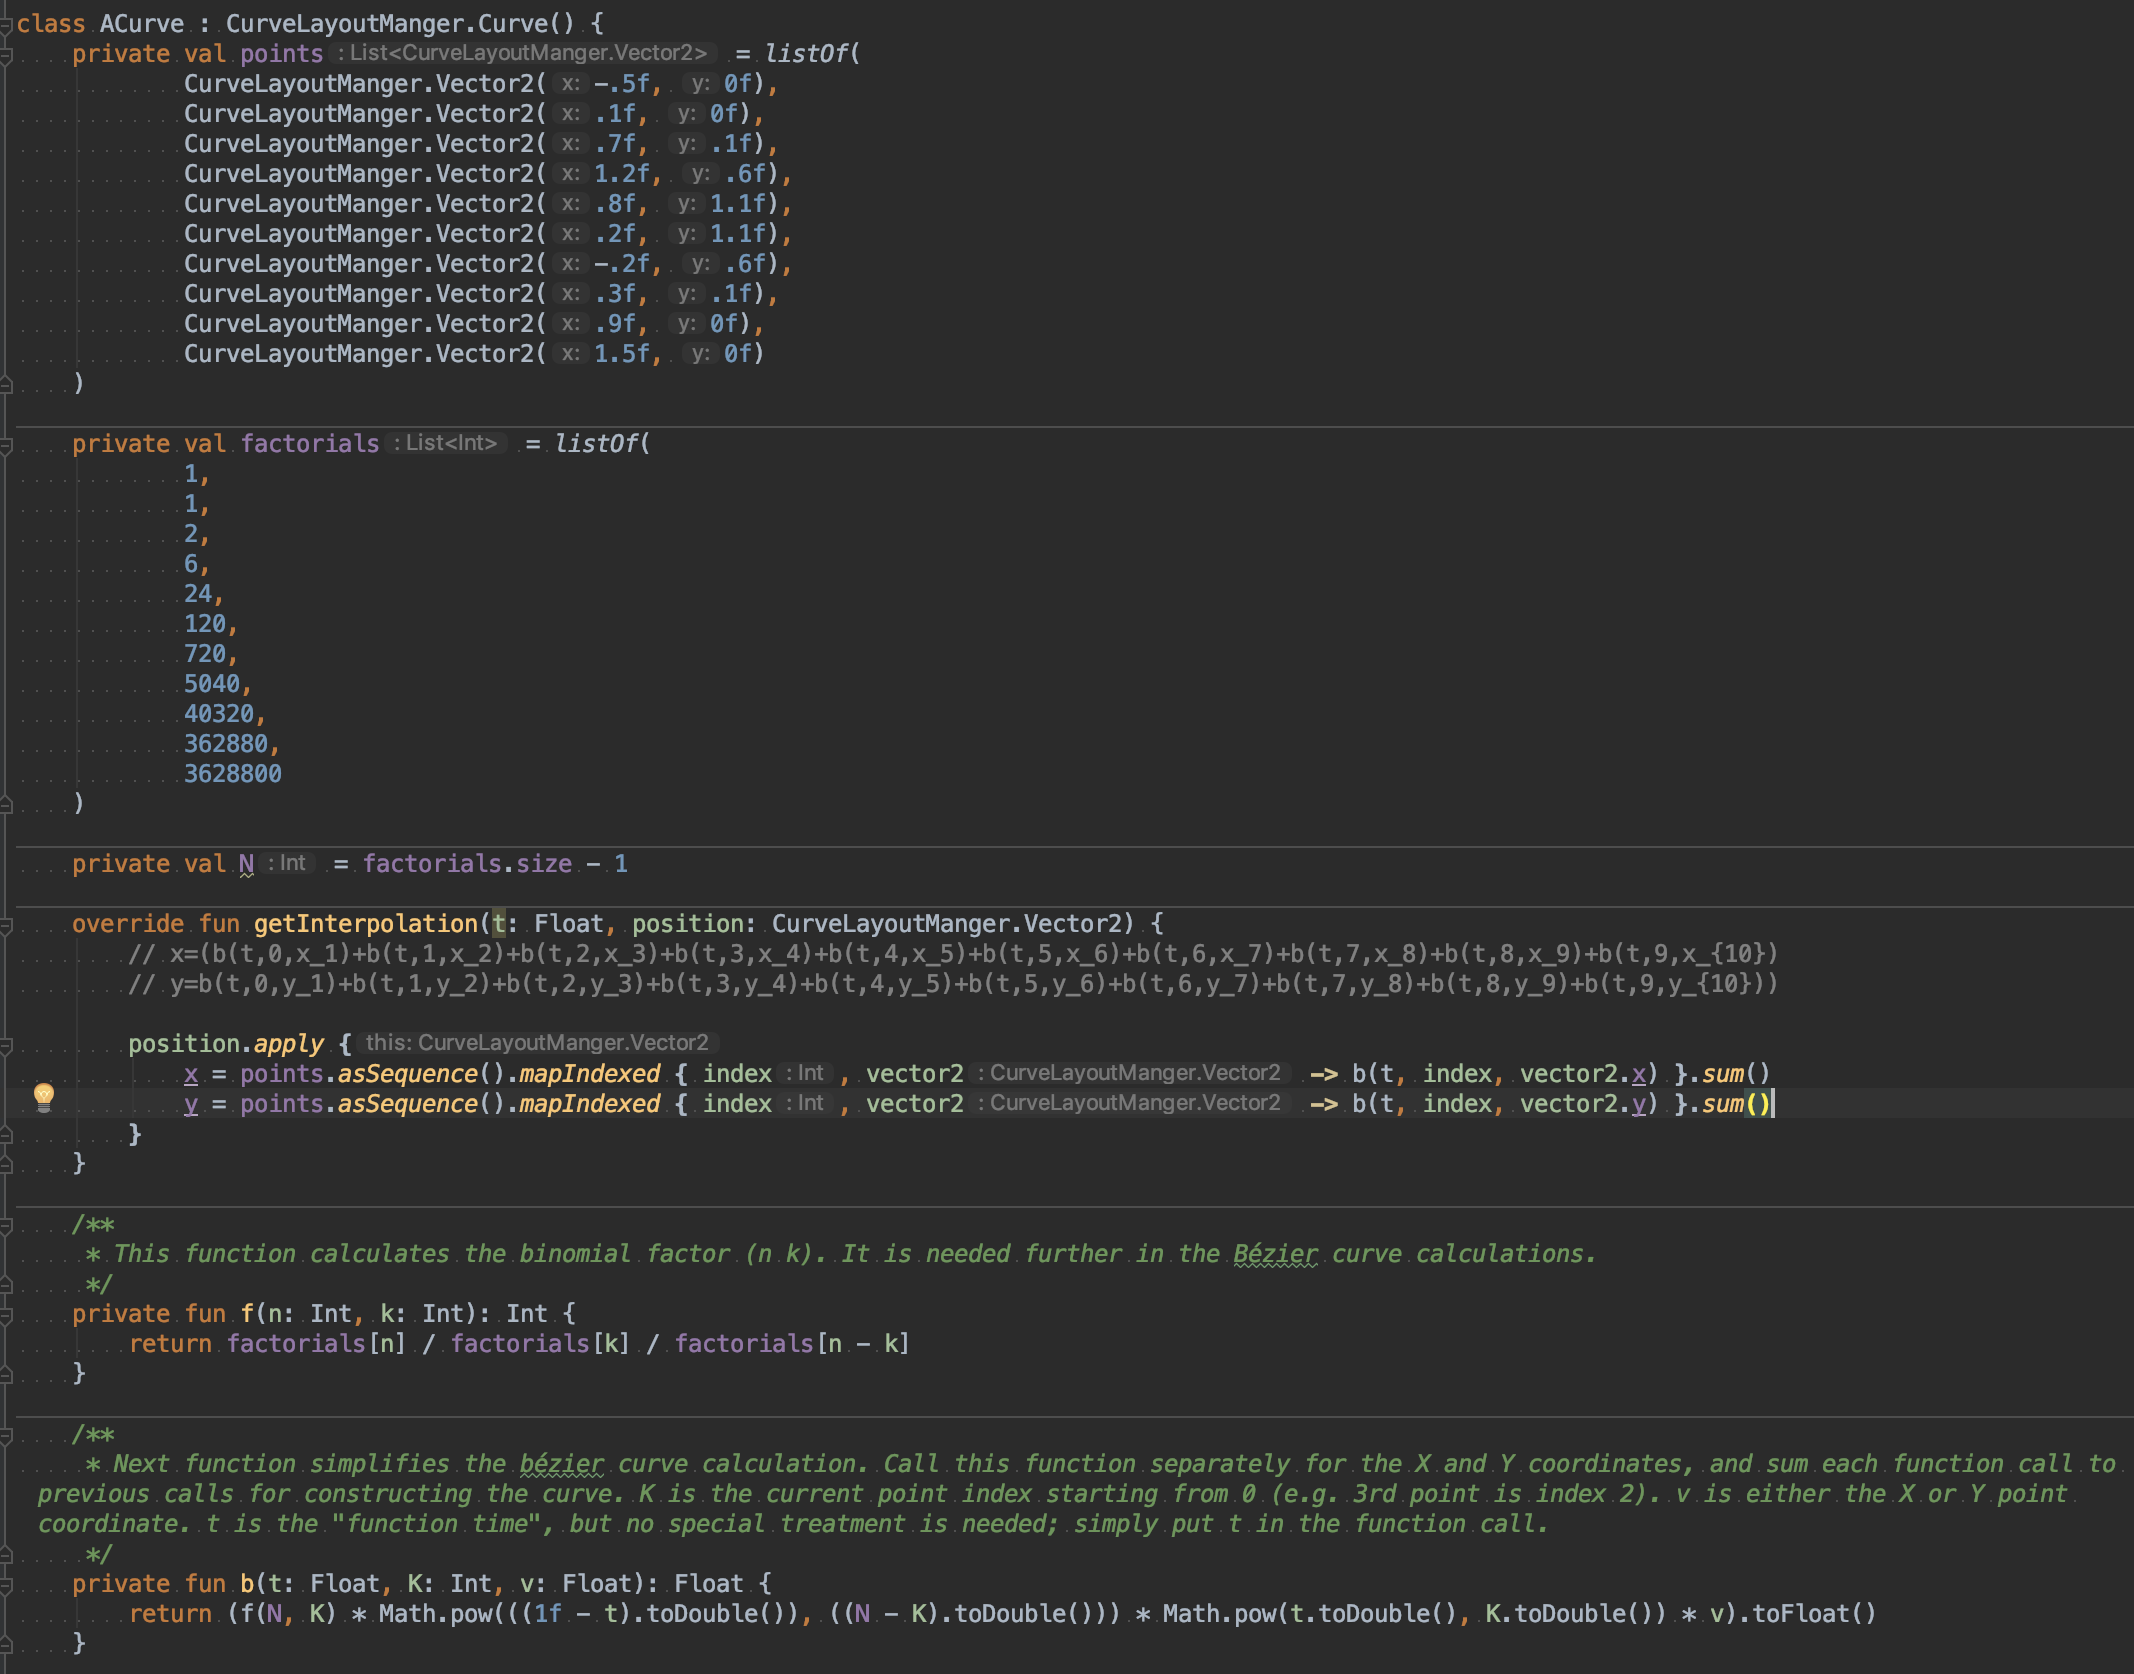 class ACurve : CurveLayoutManger.Curve() {
private val points : List<CurveLayoutManger.Vector2> = listOf(
CurveLayoutManger.Vector2( x: -.5f, y: 0f),
CurveLayoutManger.Vector2( x: .1f, y: 0f),
CurveLayoutManger.Vector2( x: .7f, y: .1f),
CurveLayoutManger.Vector2( x: 1.2f, y: .6f),
CurveLayoutManger.Vector2( x: .8f, y: 1.1f),
CurveLayoutManger.Vector2( x: .2f, y: 1.1f),
CurveLayoutManger.Vector2( x: -.2f, y: .6f),
CurveLayoutManger.Vector2( x: .3f, y: .1f),
CurveLayoutManger.Vector2( x: .9f, y: 0f),
CurveLayoutManger.Vector2( x: 1.5f, y: 0f)
)
private val factorials : List<Int> = listOf(
1,
1,
2,
6,
24,
120,
720,
5040,
40320,
362880,
3628800
)
private val N : Int = factorials.size - 1
override fun getInterpolation(t: Float, position: CurveLayoutManger.Vector2) {
// x=(b(t,0,x_1)+b(t,1,x_2)+b(t,2,x_3)+b(t,3,x_4)+b(t,4,x_5)+b(t,5,x_6)+b(t,6,x_7)+b(t,7,x_8)+b(t,8,x_9)+b(t,9,x_{10})
// y=b(t,0,y_1)+b(t,1,y_2)+b(t,2,y_3)+b(t,3,y_4)+b(t,4,y_5)+b(t,5,y_6)+b(t,6,y_7)+b(t,7,y_8)+b(t,8,y_9)+b(t,9,y_{10}))
position.apply { this: CurveLayoutManger.Vector2
x = points.asSequence().mapIndexed { index : Int , vector2 : CurveLayoutManger.Vector2 -> b(t, index, vector2.x) }.sum()
y = points.asSequence().mapIndexed { index : Int , vector2 : CurveLayoutManger.Vector2 -> b(t, index, vector2.y) }.sum()
}
}
/**
* This function calculates the binomial factor (n k). It is needed further in the Bézier curve calculations.
*/
private fun f(n: Int, k: Int): Int {
return factorials[n] / factorials[k] / factorials[n - k]
}
/**
* Next function simplifies the bézier curve calculation. Call this function separately for the X and Y coordinates, and sum each function call to
previous calls for constructing the curve. K is the current point index starting from 0 (e.g. 3rd point is index 2). v is either the X or Y point
coordinate. t is the "function time", but no special treatment is needed; simply put t in the function call.
*/
private fun b(t: Float, K: Int, v: Float): Float {
return (f(N, K) * Math.pow(((1f - t).toDouble()), ((N - K).toDouble())) * Math.pow(t.toDouble(), K.toDouble()) * v).toFloat()
}